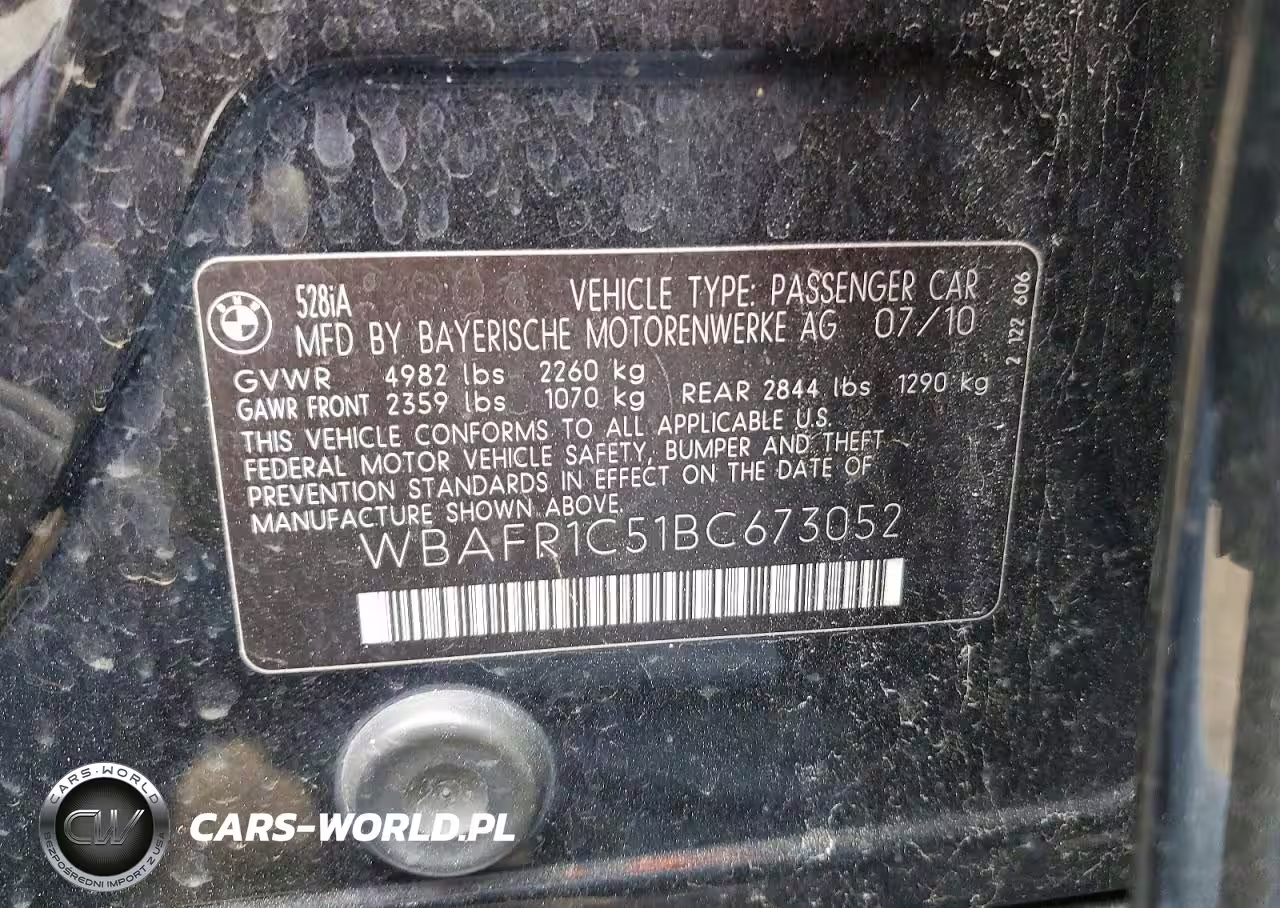 528iA
VEHICLE TYPE: PASSENGER CAR
MFD BY BAYERISCHE MOTORENWERKE AG 07/10
GVWR 4982 lbs 2260 kg
GAWR FRONT 2359 lbs 1070 kg REAR 2844 lbs 1290 kg
THIS VEHICLE CONFORMS TO ALL APPLICABLE U.S.
FEDERAL MOTOR VEHICLE SAFETY, BUMPER AND THEFT
PREVENTION STANDARDS IN EFFECT ON THE DATE OF
MANUFACTURE SHOWN ABOVE.
WBAFR1C51BC673052
2 122 606
CARS-WORLD
CW
BEZPOŚREDNI IMPORT Z USA
CARS-WORLD.PL